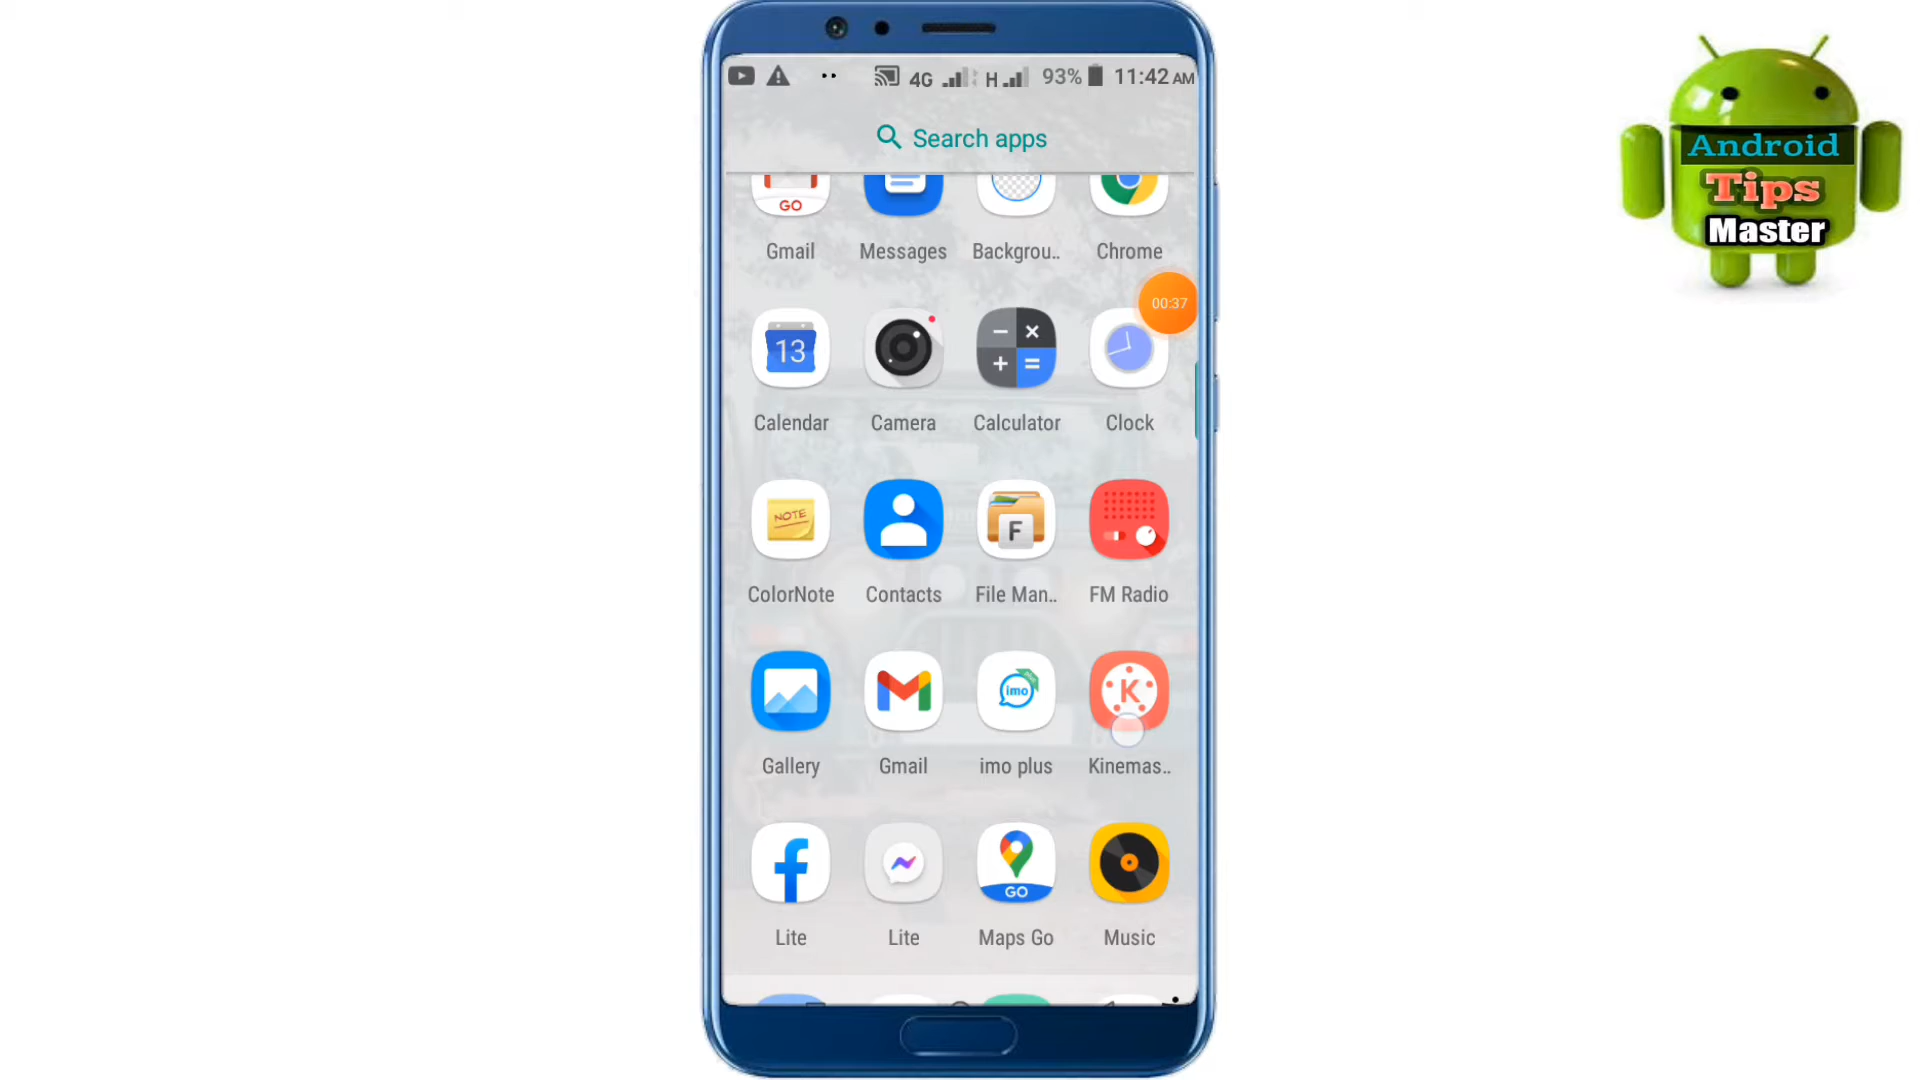 4G H 93% 11:42 AM
Search apps
GO
Gmail Messages Backgrou.. Chrome
00:37
13
Calendar Camera Calculator Clock
NOTE
F
ColorNote Contacts File Man.. FM Radio
imo
K
Gallery Gmail imo plus Kinemas..
GO
Lite Lite Maps Go Music
Android
Tips
Master